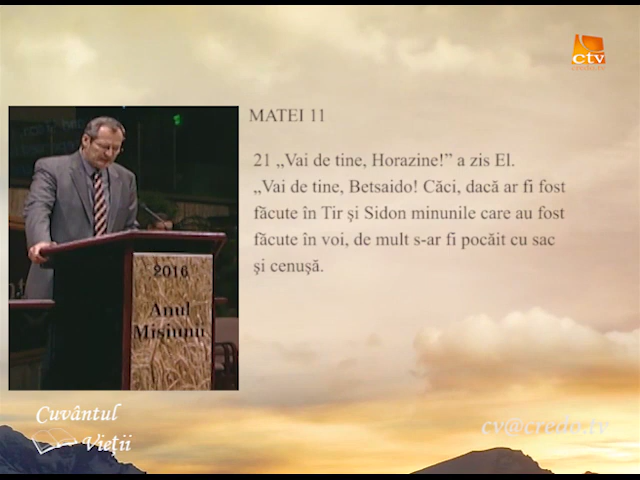 ctv
MATEI 11
21 „Vai de tine, Horazine!” a zis El.
„Vai de tine, Betsaido! Căci, dacă ar fi fost
făcute în Tir şi Sidon minunile care au fost
făcute în voi, de mult s-ar fi pocăit cu sac
şi cenuşă.
2016
Anul
Misiunu
Cuvântul
Vieţii
cv@credo.tv